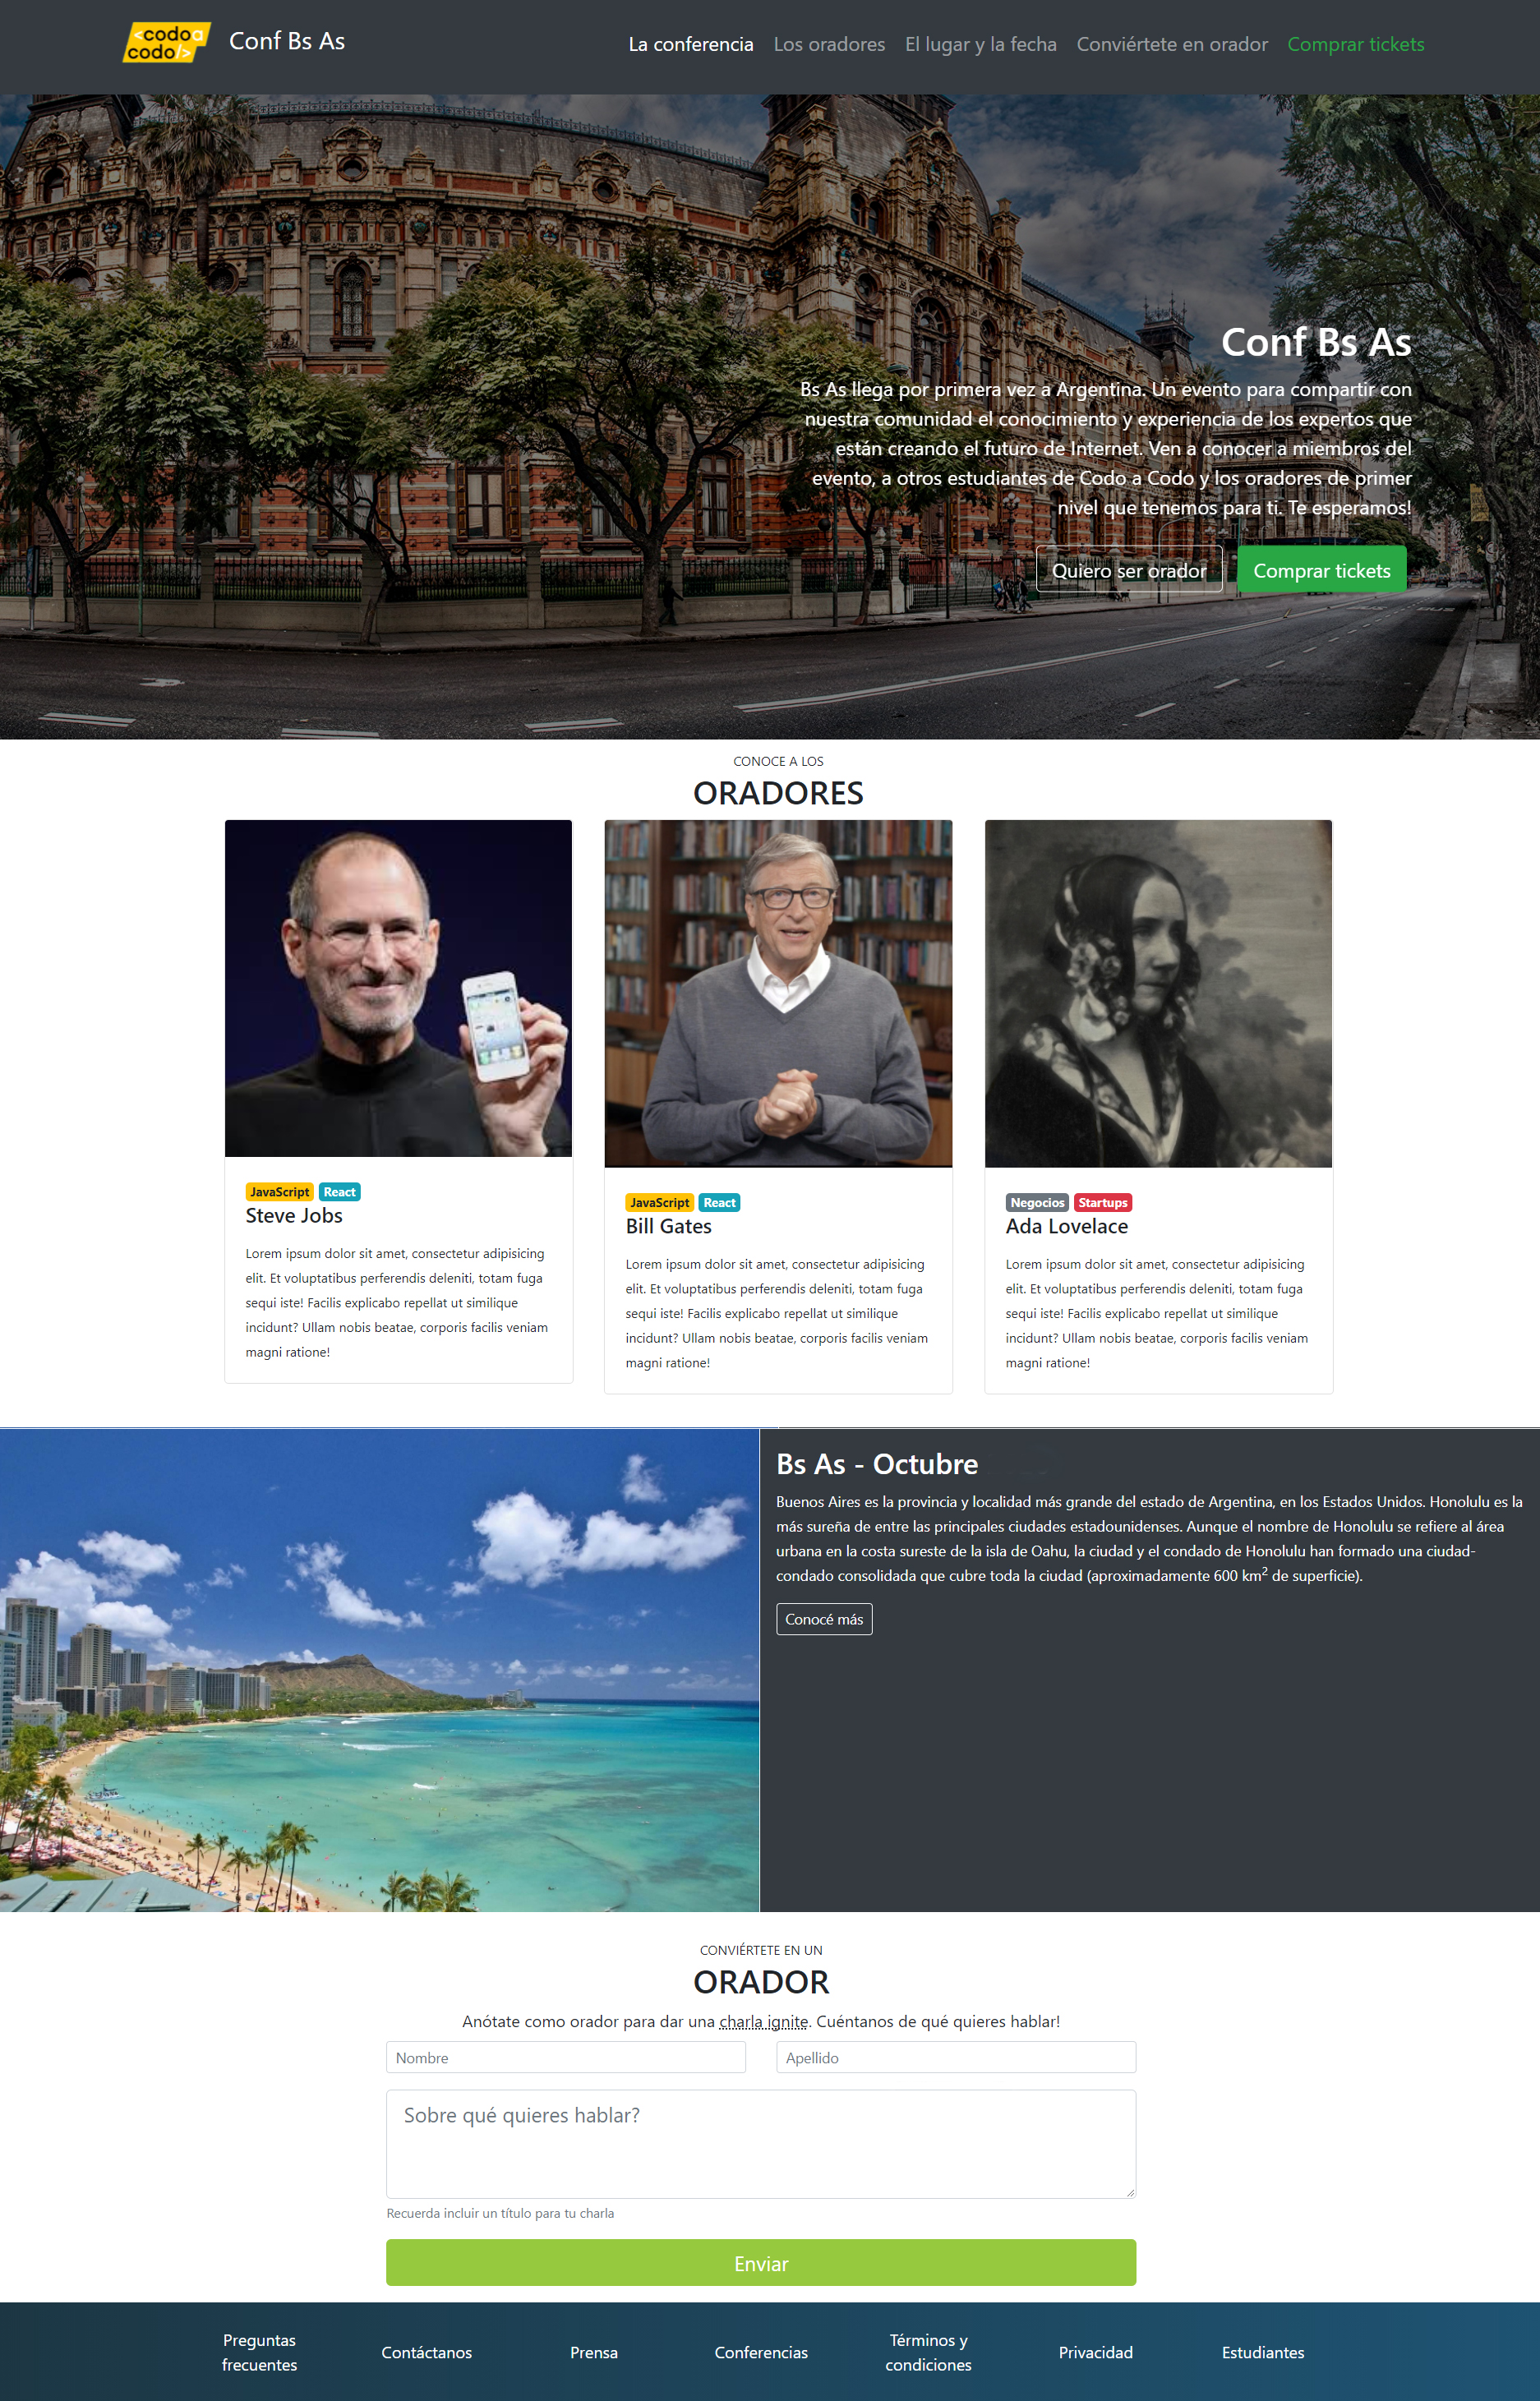 <codo a
codo/>
Conf Bs As
La conferencia
Los oradores
El lugar y la fecha
Conviértete en orador
Comprar tickets
Conf Bs As
Bs As llega por primera vez a Argentina. Un evento para compartir con
nuestra comunidad el conocimiento y experiencia de los expertos que
están creando el futuro de Internet. Ven a conocer a miembros del
evento, a otros estudiantes de Codo a Codo y los oradores de primer
nivel que tenemos para ti. Te esperamos!
Quiero ser orador
Comprar tickets
CONOCE A LOS
ORADORES
JavaScript React
Steve Jobs
Lorem ipsum dolor sit amet, consectetur adipisicing
elit. Et voluptatibus perferendis deleniti, totam fuga
sequi iste! Facilis explicabo repellat ut similique
incidunt? Ullam nobis beatae, corporis facilis veniam
magni ratione!
JavaScript React
Bill Gates
Lorem ipsum dolor sit amet, consectetur adipisicing
elit. Et voluptatibus perferendis deleniti, totam fuga
sequi iste! Facilis explicabo repellat ut similique
incidunt? Ullam nobis beatae, corporis facilis veniam
magni ratione!
Negocios Startups
Ada Lovelace
Lorem ipsum dolor sit amet, consectetur adipisicing
elit. Et voluptatibus perferendis deleniti, totam fuga
sequi iste! Facilis explicabo repellat ut similique
incidunt? Ullam nobis beatae, corporis facilis veniam
magni ratione!
Bs As - Octubre
Buenos Aires es la provincia y localidad más grande del estado de Argentina, en los Estados Unidos. Honolulu es la
más sureña de entre las principales ciudades estadounidenses. Aunque el nombre de Honolulu se refiere al área
urbana en la costa sureste de la isla de Oahu, la ciudad y el condado de Honolulu han formado una ciudad-
condado consolidada que cubre toda la ciudad (aproximadamente 600 km² de superficie).
Conocé más
CONVIÉRTETE EN UN
ORADOR
Anótate como orador para dar una charla ignite. Cuéntanos de qué quieres hablar!
Nombre
Apellido
Sobre qué quieres hablar?
Recuerda incluir un título para tu charla
Enviar
Preguntas
frecuentes
Contáctanos
Prensa
Conferencias
Términos y
condiciones
Privacidad
Estudiantes